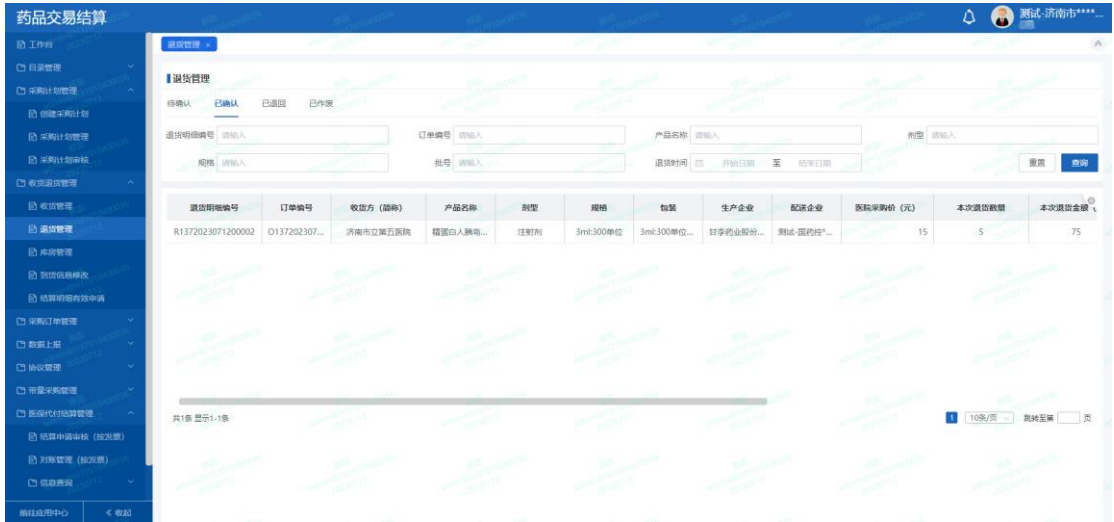 药品交易结算
测试-济南市****...
工作台
退货管理 ×
目录管理
采购计划管理
创建采购计划
采购计划管理
采购计划审核
收货退货管理
收货管理
退货管理
库房管理
到货信息修改
结算明细有效申请
采购订单管理
数据上报
协议管理
带量采购管理
医保代付结算管理
结算申请审核（按发票）
对账管理（按发票）
信息查询
前往应用中心
收起
退货管理
待确认 已确认 已退回 已作废
退货明细编号 请输入 订单编号 请输入 产品名称 请输入 剂型 请输入
规格 请输入 批号 请输入 退货时间 开始日期 至 结束日期 重置 查询
退货明细编号 订单编号 收货方（简称） 产品名称 剂型 规格 包装 生产企业 配送企业 医院采购价（元） 本次退货数量 本次退货金额
R1372023071200002 O137202307... 济南市立第五医院 精蛋白人胰岛... 注射剂 3ml:300单位 3ml:300单位... 甘李药业股份... 测试-国药控*... 15 5 75
共1条 显示1-1条
1 10条/页 跳转至第 页